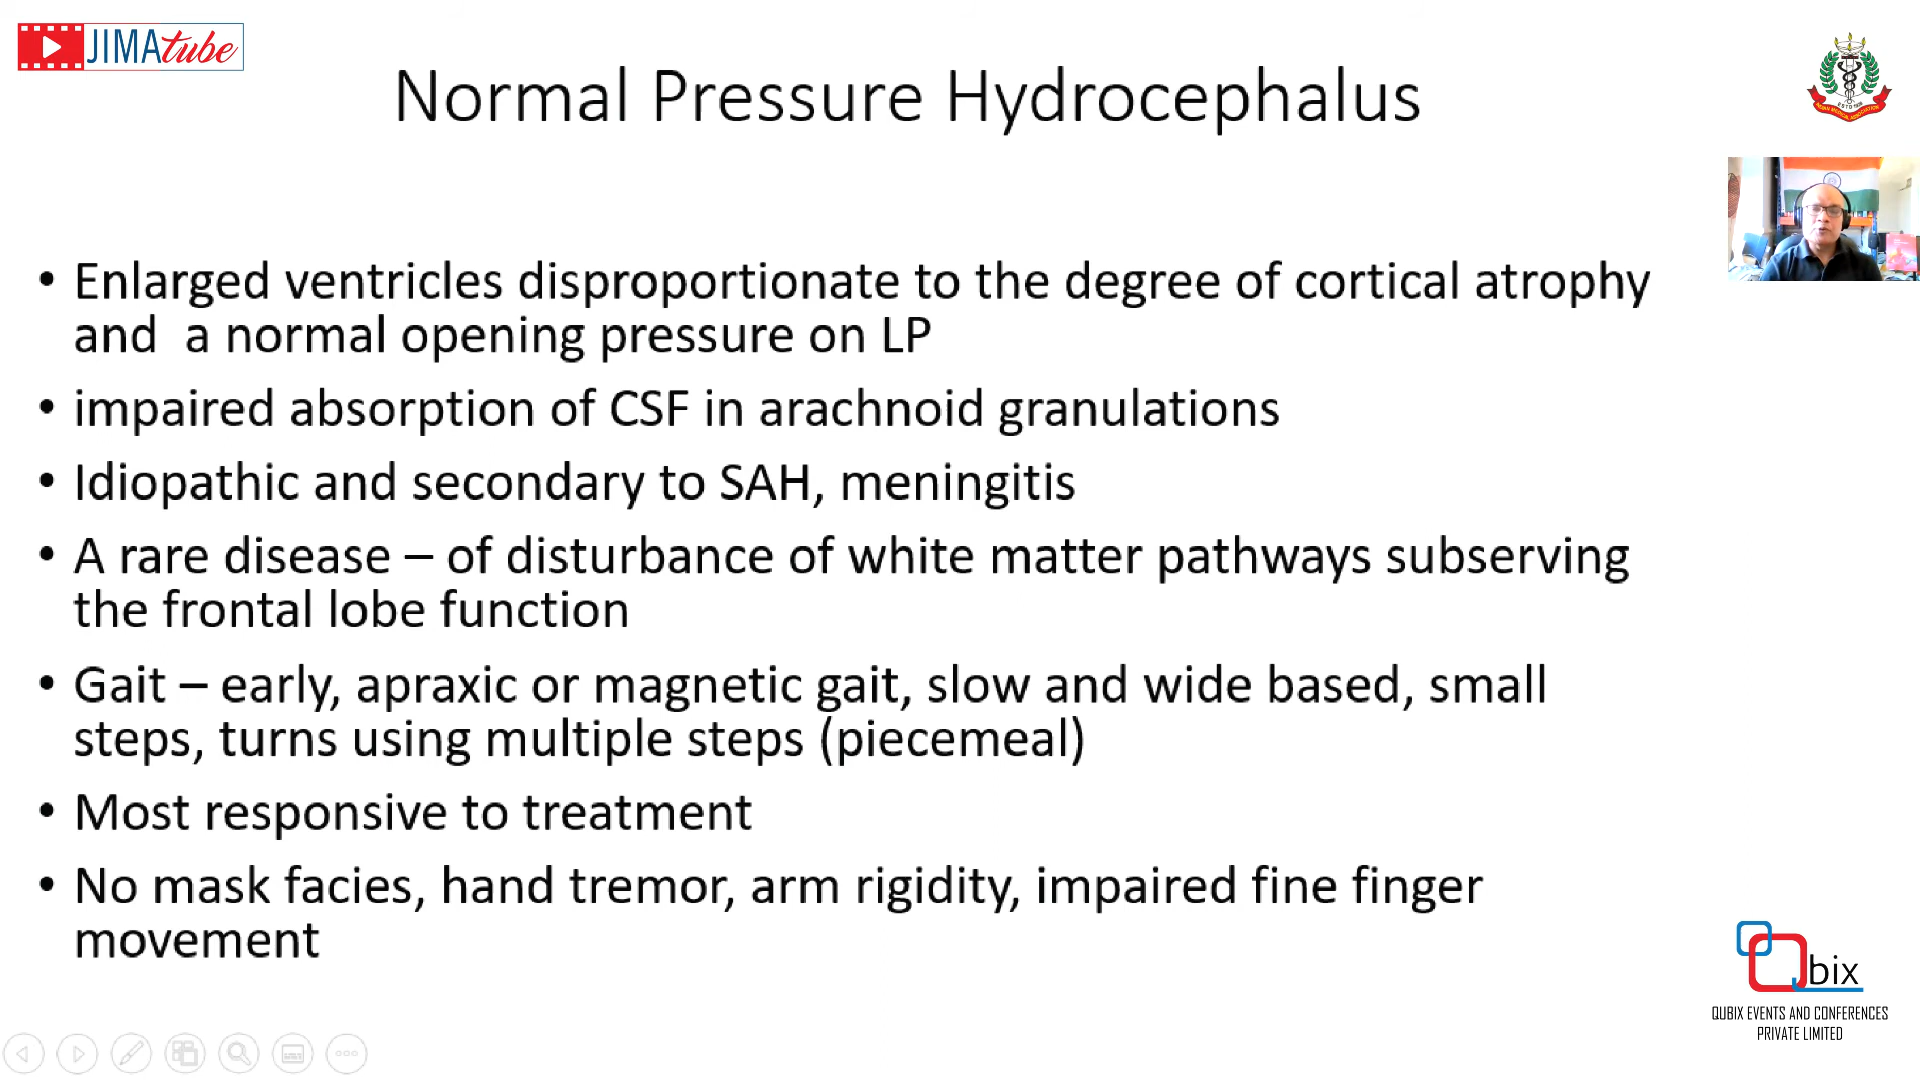 JIMAtube
Normal Pressure Hydrocephalus
• Enlarged ventricles disproportionate to the degree of cortical atrophy
and a normal opening pressure on LP
• impaired absorption of CSF in arachnoid granulations
• Idiopathic and secondary to SAH, meningitis
• A rare disease – of disturbance of white matter pathways subserving
the frontal lobe function
• Gait – early, apraxic or magnetic gait, slow and wide based, small
steps, turns using multiple steps (piecemeal)
• Most responsive to treatment
• No mask facies, hand tremor, arm rigidity, impaired fine finger
movement
Qbix
QUBIX EVENTS AND CONFERENCES
PRIVATE LIMITED